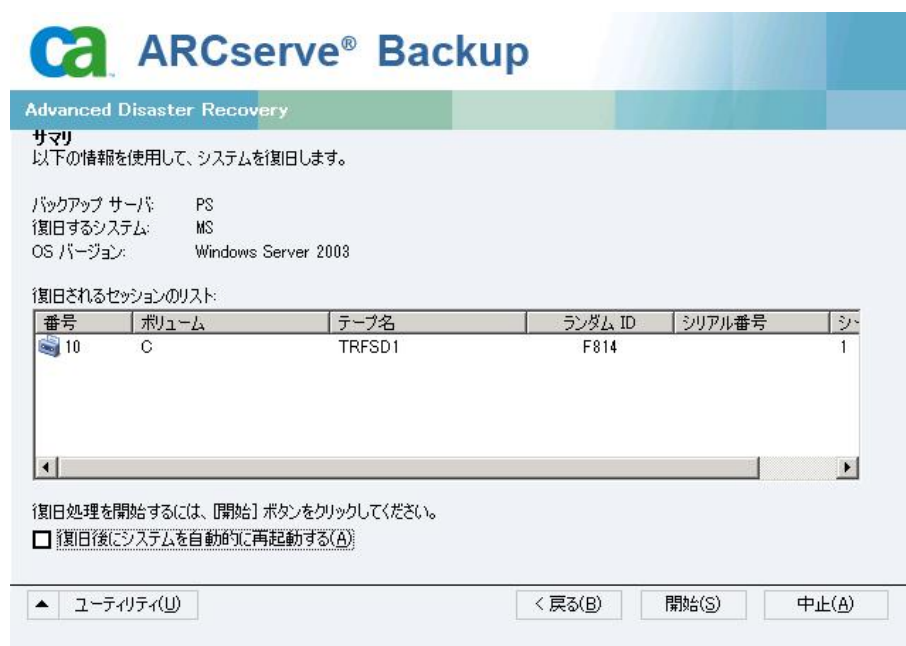 ca ARCserve® Backup
Advanced Disaster Recovery
サマリ
以下の情報を使用して、システムを復旧します。
バックアップ サーバ: PS
復旧するシステム: MS
OS バージョン: Windows Server 2003
復旧されるセッションのリスト:
番号 ボリューム テープ名 ランダム ID シリアル番号 シ
10 C TRFSD1 F814 1
復旧処理を開始するには、[開始] ボタンをクリックしてください。
復旧後にシステムを自動的に再起動する(A)
ユーティリティ(U) < 戻る(B) 開始(S) 中止(A)